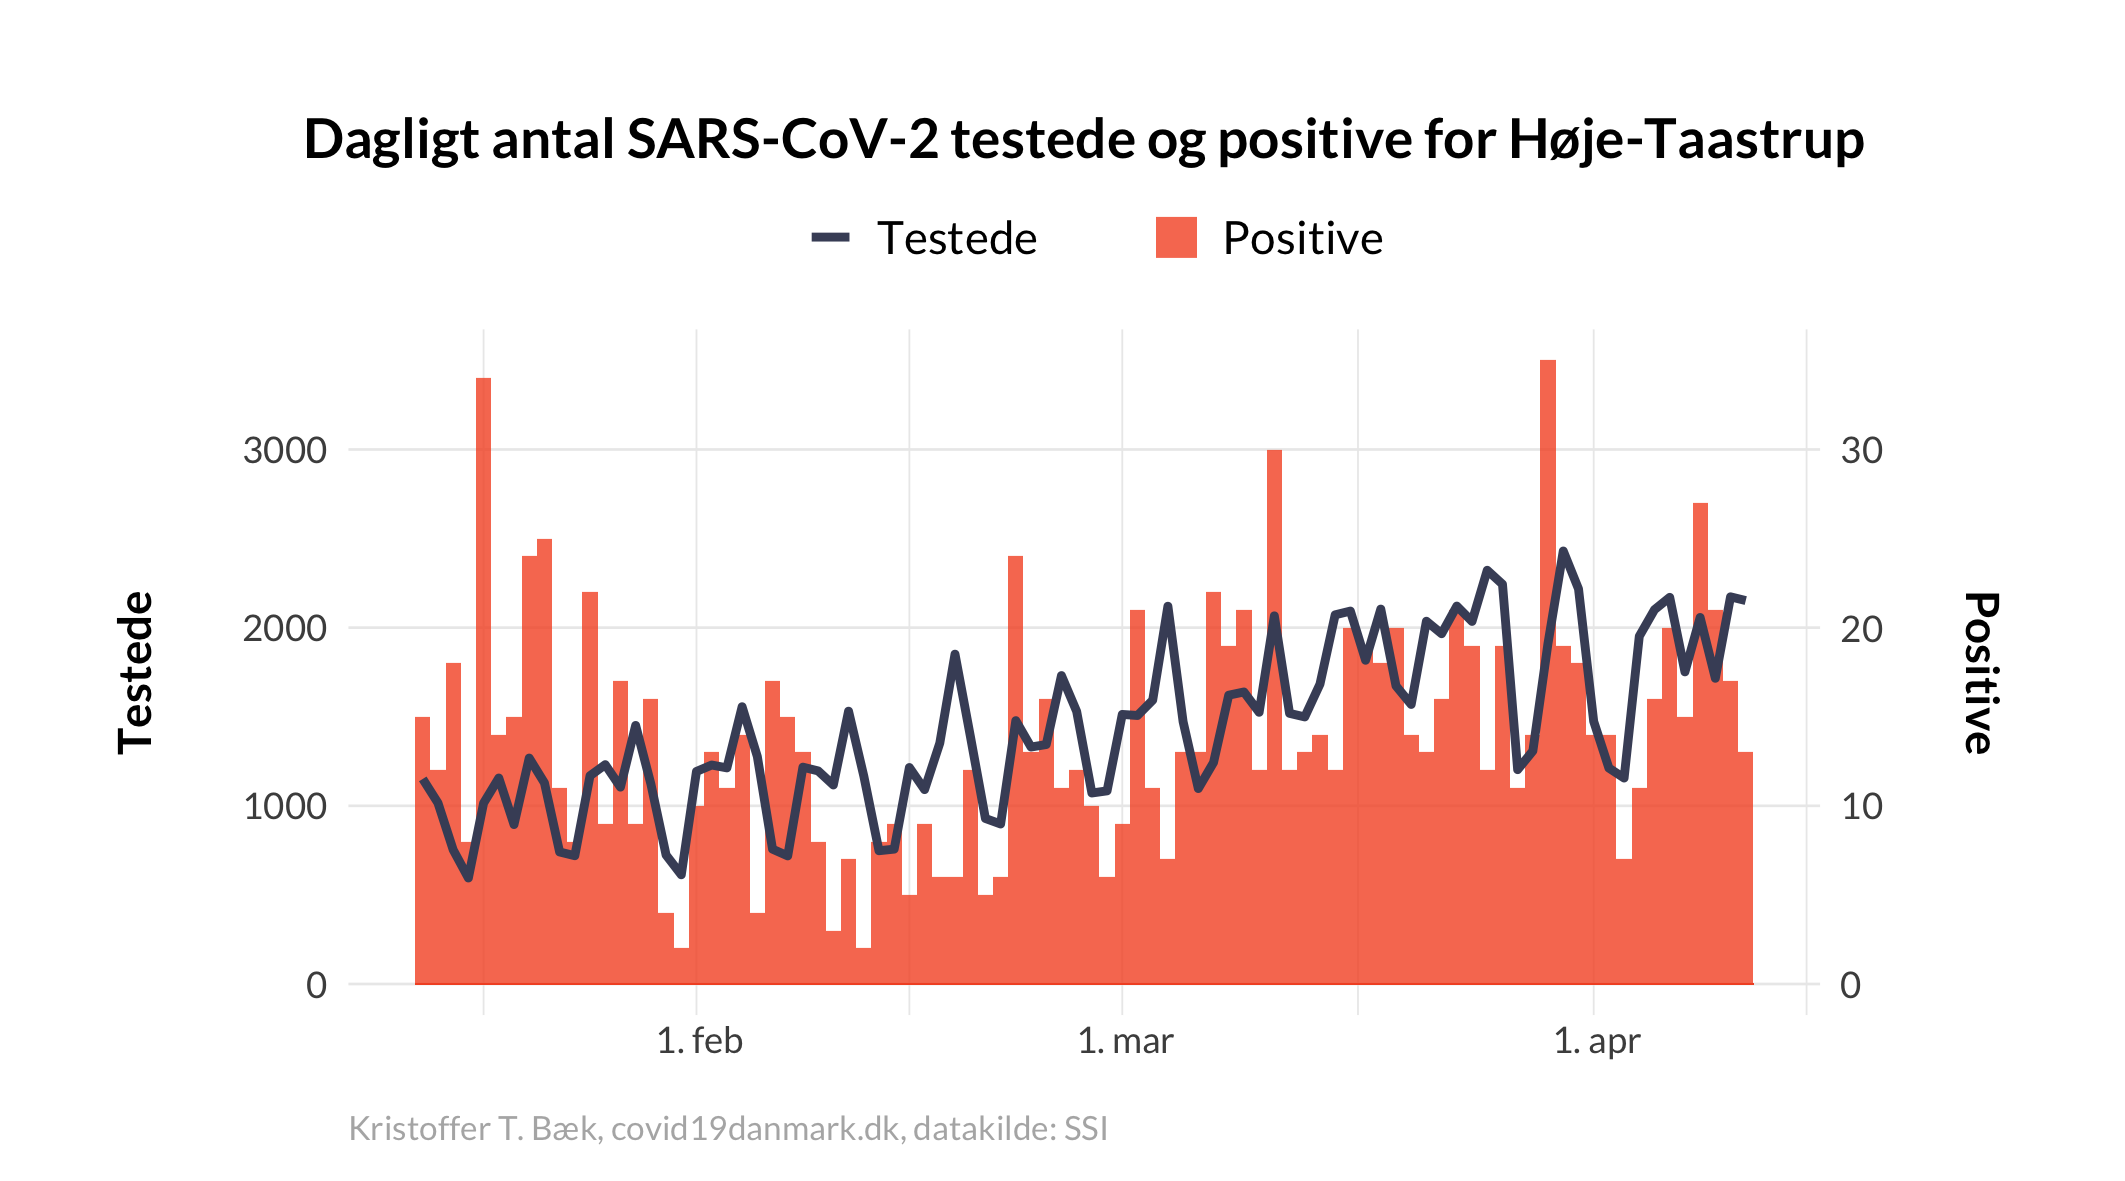 Dagligt antal SARS-CoV-2 testede og positive for Høje-Taastrup
Testede Positive
Testede
3000
2000
1000
0
30
20
10
0
Positive
1. feb 1. mar 1. apr
Kristoffer T. Bæk, covid19danmark.dk, datakilde: SSI